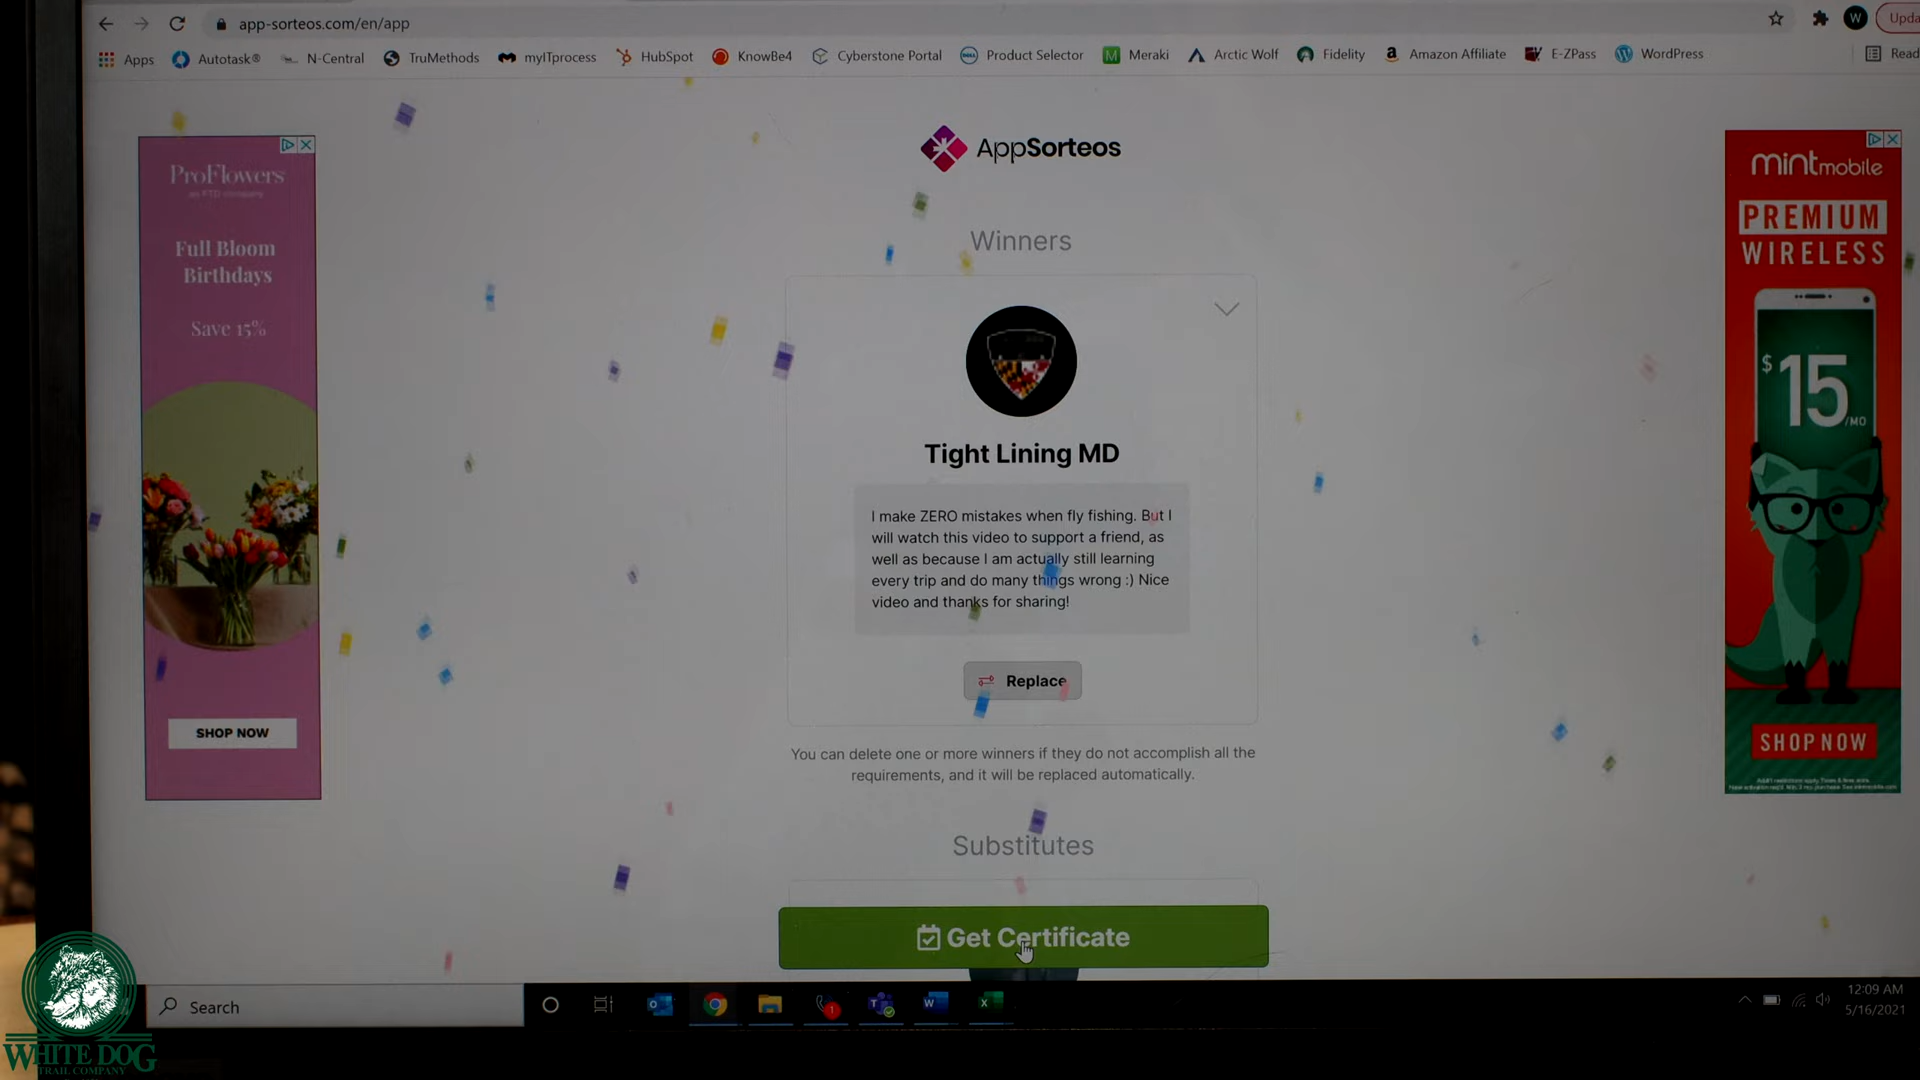 app-sorteos.com/en/app
W
Upda
Apps
Autotask®
N-Central
TruMethods
myITprocess
HubSpot
KnowBe4
Cyberstone Portal
Product Selector
Meraki
Arctic Wolf
Fidelity
Amazon Affiliate
E-ZPass
WordPress
Read
ProFlowers
an FTD company
Full Bloom
Birthdays
Save 15%
SHOP NOW
AppSorteos
Winners
Tight Lining MD
I make ZERO mistakes when fly fishing. But I
will watch this video to support a friend, as
well as because I am actually still learning
every trip and do many things wrong :) Nice
video and thanks for sharing!
Replace
You can delete one or more winners if they do not accomplish all the
requirements, and it will be replaced automatically.
Substitutes
Get Certificate
mintmobile
PREMIUM
WIRELESS
$15/MO
SHOP NOW
Search
12:09 AM
5/16/2021
WHITE DOG
TRAIL COMPANY